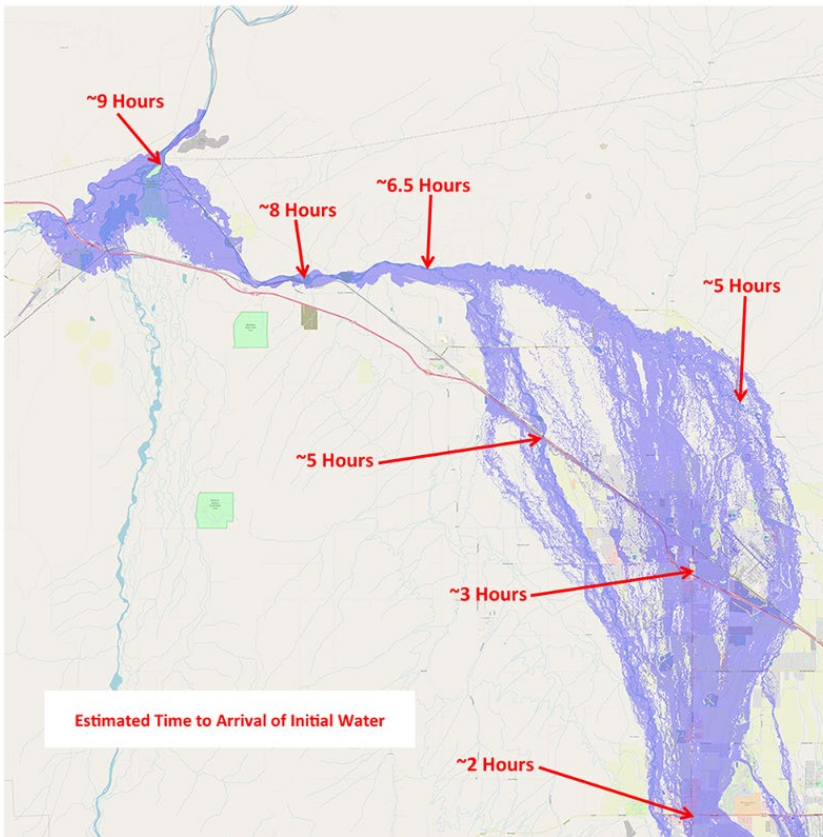 ~9 Hours
~6.5 Hours
~8 Hours
~5 Hours
~5 Hours
~3 Hours
Estimated Time to Arrival of Initial Water
~2 Hours